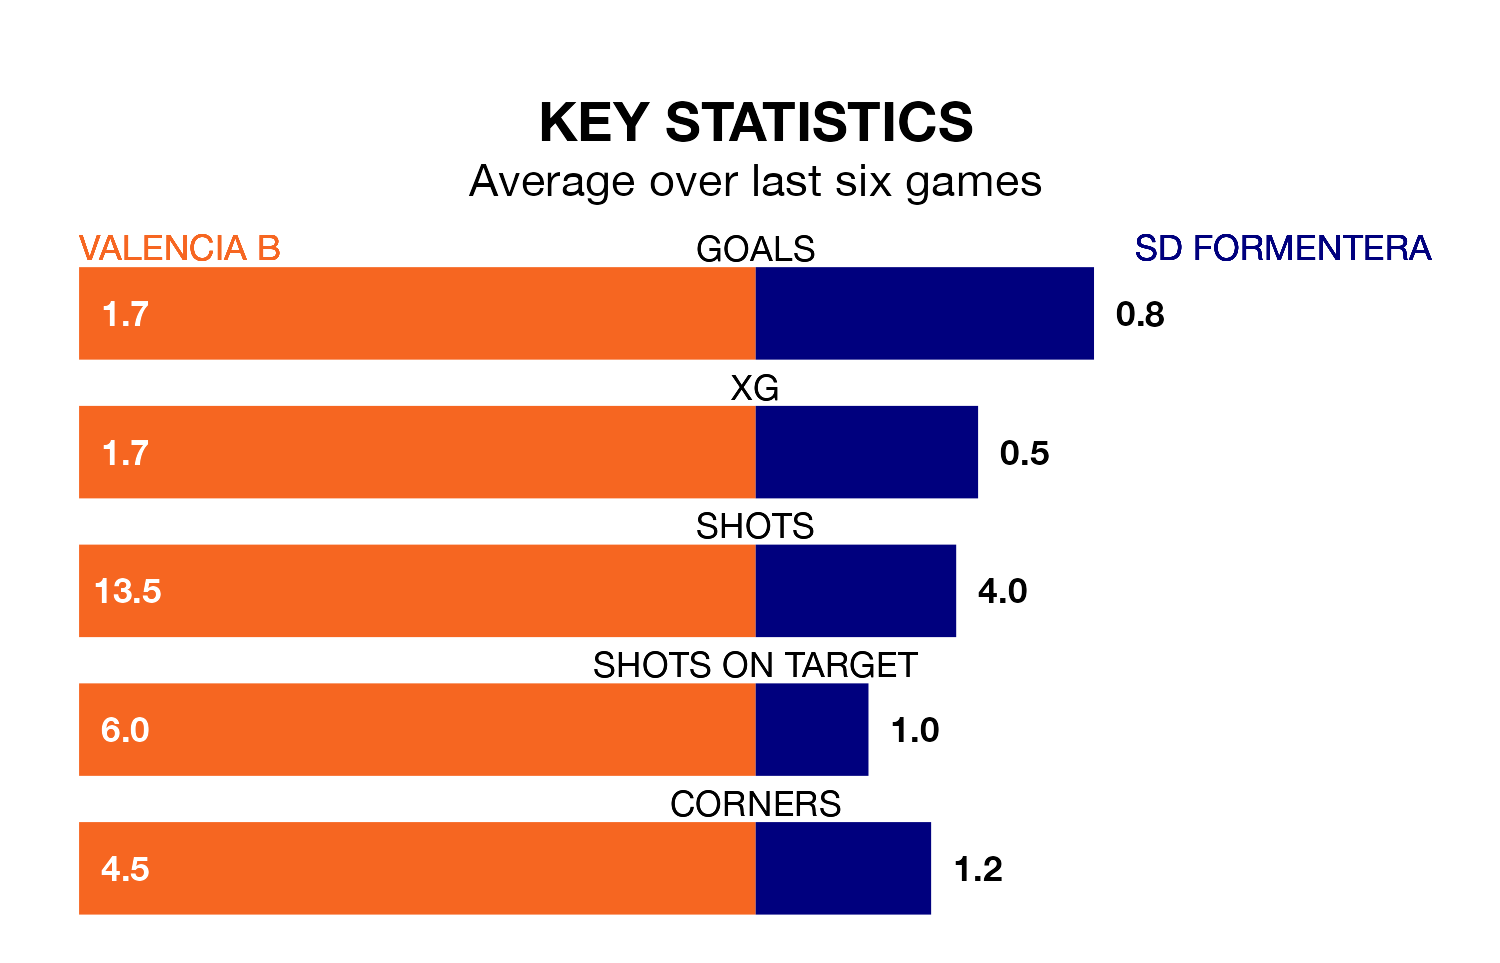 KEY STATISTICS
Average over last six games
VALENCIA B GOALS SD FORMENTERA
1.7 0.8
XG
1.7 0.5
SHOTS
13.5 4.0
SHOTS ON TARGET
6.0 1.0
CORNERS
4.5 1.2